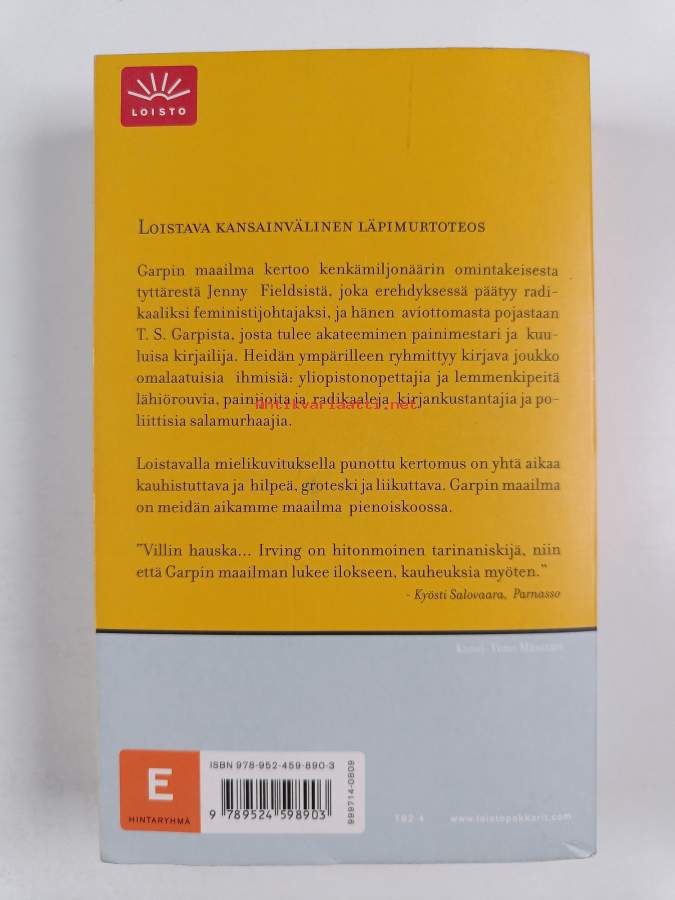 LOISTO
LOISTAVA KANSAINVÄLINEN LÄPIMURTOTEOS
Garpin maailma kertoo kenkämiljonäärin omintakeisesta
tyttärestä Jenny Fieldsistä, joka erehdyksessä päätyy radi-
kaaliksi feministijohtajaksi, ja hänen aviottomasta pojastaan
T. S. Garpista, josta tulee akateeminen painimestari ja kuu-
luisa kirjailija. Heidän ympärilleen ryhmittyy kirjava joukko
omalaatuisia ihmisiä: yliopistonopettajia ja lemmenkipeitä
lähiörouvia, painijoita ja radikaaleja, kirjankustantajia ja po-
antikvariaatti.net
liittisia salamurhaajia.
Loistavalla mielikuvituksella punottu kertomus on yhtä aikaa
kauhistuttava ja hilpeä, groteski ja liikuttava. Garpin maailma
on meidän aikamme maailma pienoiskoossa.
"Villin hauska... Irving on hitonmoinen tarinaniskijä, niin
että Garpin maailman lukee ilokseen, kauheuksia myöten."
- Kyösti Salovaara, Parnasso
E
HINTARYHMÄ
ISBN 978-952-459-890-3
9 789524 598903
999714-0809
www.loistopokkarit.com